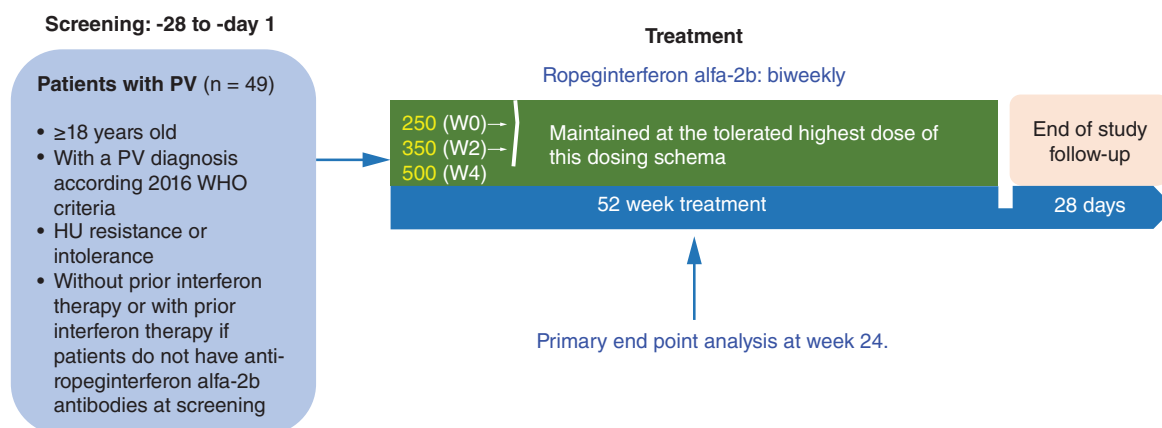 Screening: -28 to -day 1
Patients with PV (n = 49)
• ≥18 years old
• With a PV diagnosis
according 2016 WHO
criteria
• HU resistance or
intolerance
• Without prior interferon
therapy or with prior
interferon therapy if
patients do not have anti-
ropeginterferon alfa-2b
antibodies at screening
Treatment
Ropeginterferon alfa-2b: biweekly
250 (W0)→
350 (W2)→
500 (W4)
Maintained at the tolerated highest dose of
this dosing schema
52 week treatment
End of study
follow-up
28 days
Primary end point analysis at week 24.